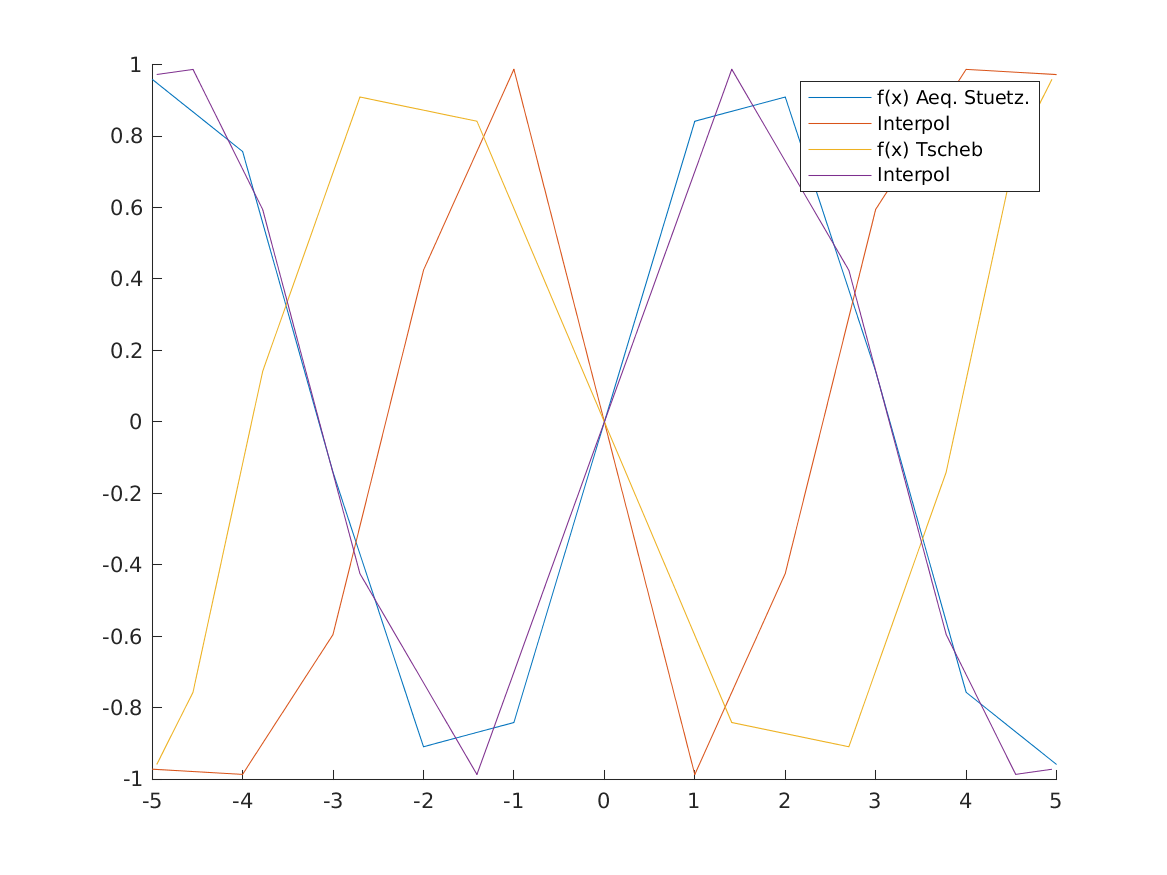 1
0.8
0.6
0.4
0.2
0
-0.2
-0.4
-0.6
-0.8
-1
-5 -4 -3 -2 -1 0 1 2 3 4 5
f(x) Aeq. Stuetz.
Interpol
f(x) Tscheb
Interpol